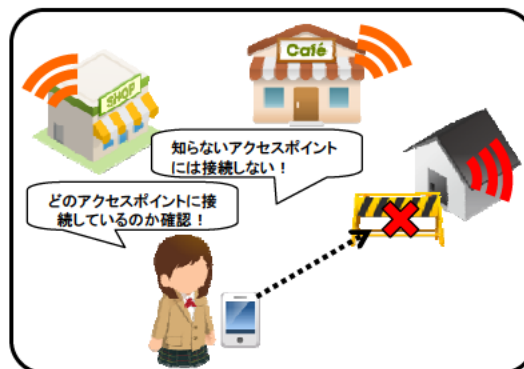 SHOP
Café
知らないアクセスポイント
には接続しない！
どのアクセスポイントに接
続しているのか確認！